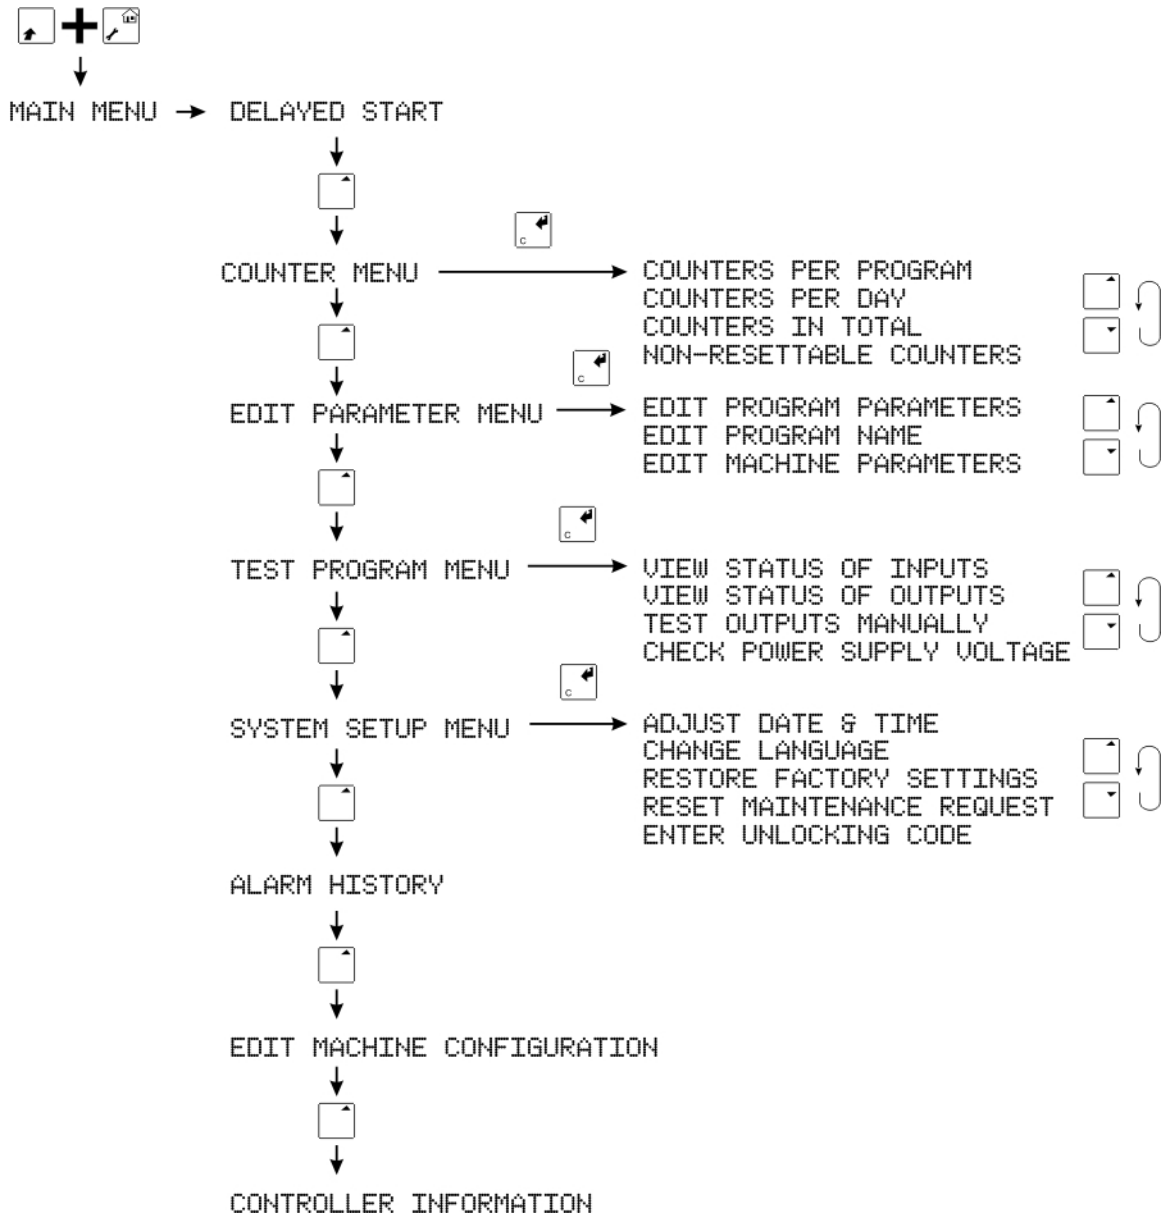 MAIN MENU
DELAYED START
C
COUNTER MENU
COUNTERS PER PROGRAM
COUNTERS PER DAY
COUNTERS IN TOTAL
NON-RESETTABLE COUNTERS
C
EDIT PARAMETER MENU
EDIT PROGRAM PARAMETERS
EDIT PROGRAM NAME
EDIT MACHINE PARAMETERS
C
TEST PROGRAM MENU
VIEW STATUS OF INPUTS
VIEW STATUS OF OUTPUTS
TEST OUTPUTS MANUALLY
CHECK POWER SUPPLY VOLTAGE
C
SYSTEM SETUP MENU
ADJUST DATE & TIME
CHANGE LANGUAGE
RESTORE FACTORY SETTINGS
RESET MAINTENANCE REQUEST
ENTER UNLOCKING CODE
ALARM HISTORY
EDIT MACHINE CONFIGURATION
CONTROLLER INFORMATION